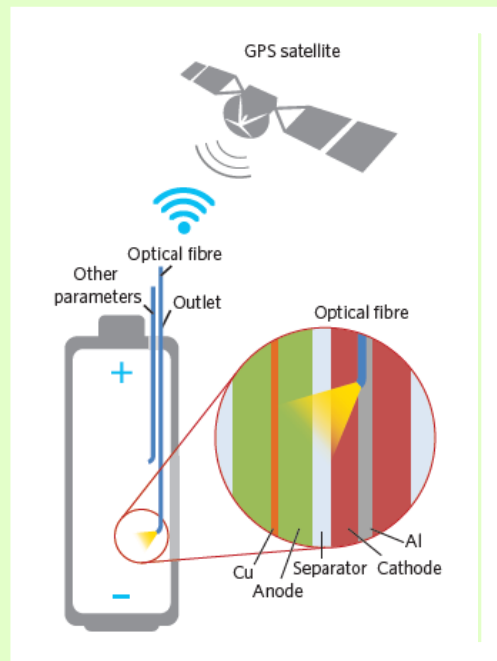 GPS satellite
Optical fibre
Other
parameters
Outlet
Optical fibre
+
−
Cu
Anode
Separator
Cathode
Al